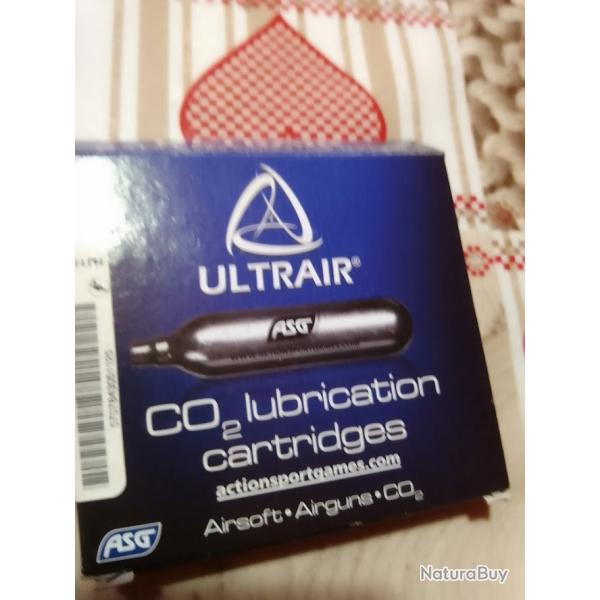 ULTRAIR®
ASG
CO2 lubrication
cartridges
actionsportgames.com
Airsoft • Airguns • CO2
ASG
NaturaBuy